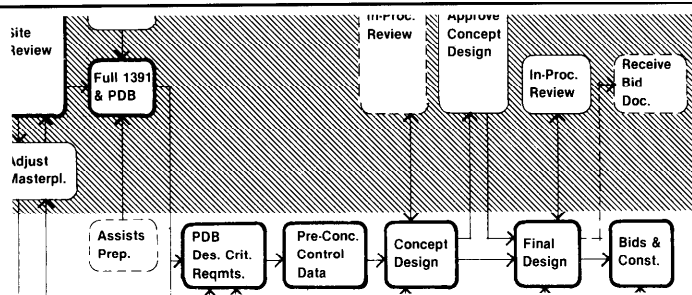 Site
Review
Full 1391
& PDB
In-Proc.
Review
Approve
Concept
Design
In-Proc.
Review
Receive
Bid
Doc.
Adjust
Masterpl.
Assists
Prep.
PDB
Des. Crit.
Reqmts.
Pre-Conc.
Control
Data
Concept
Design
Final
Design
Bids &
Const.